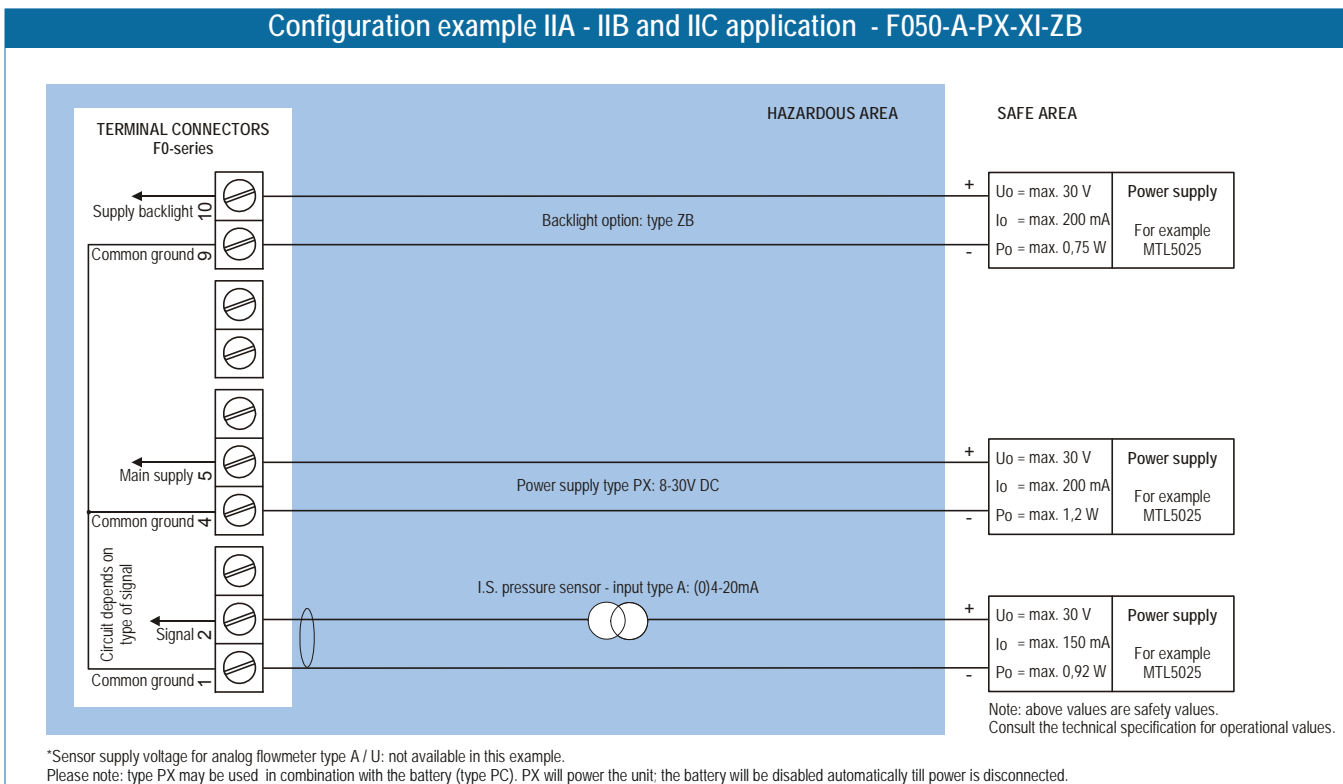 Configuration example IIA - IIB and IIC application - F050-A-PX-XI-ZB
HAZARDOUS AREA
SAFE AREA
TERMINAL CONNECTORS
F0-series
Supply backlight 10
Common ground 9
Backlight option: type ZB
+
-
Uo = max. 30 V
Io = max. 200 mA
Po = max. 0,75 W
Power supply
For example
MTL5025
Main supply 5
Common ground 4
Power supply type PX: 8-30V DC
+
-
Uo = max. 30 V
Io = max. 200 mA
Po = max. 1,2 W
Power supply
For example
MTL5025
Circuit depends on
type of signal
Signal 2
Common ground 1
I.S. pressure sensor - input type A: (0)4-20mA
+
-
Uo = max. 30 V
Io = max. 150 mA
Po = max. 0,92 W
Power supply
For example
MTL5025
Note: above values are safety values.
Consult the technical specification for operational values.
*Sensor supply voltage for analog flowmeter type A / U: not available in this example.
Please note: type PX may be used in combination with the battery (type PC). PX will power the unit; the battery will be disabled automatically till power is disconnected.